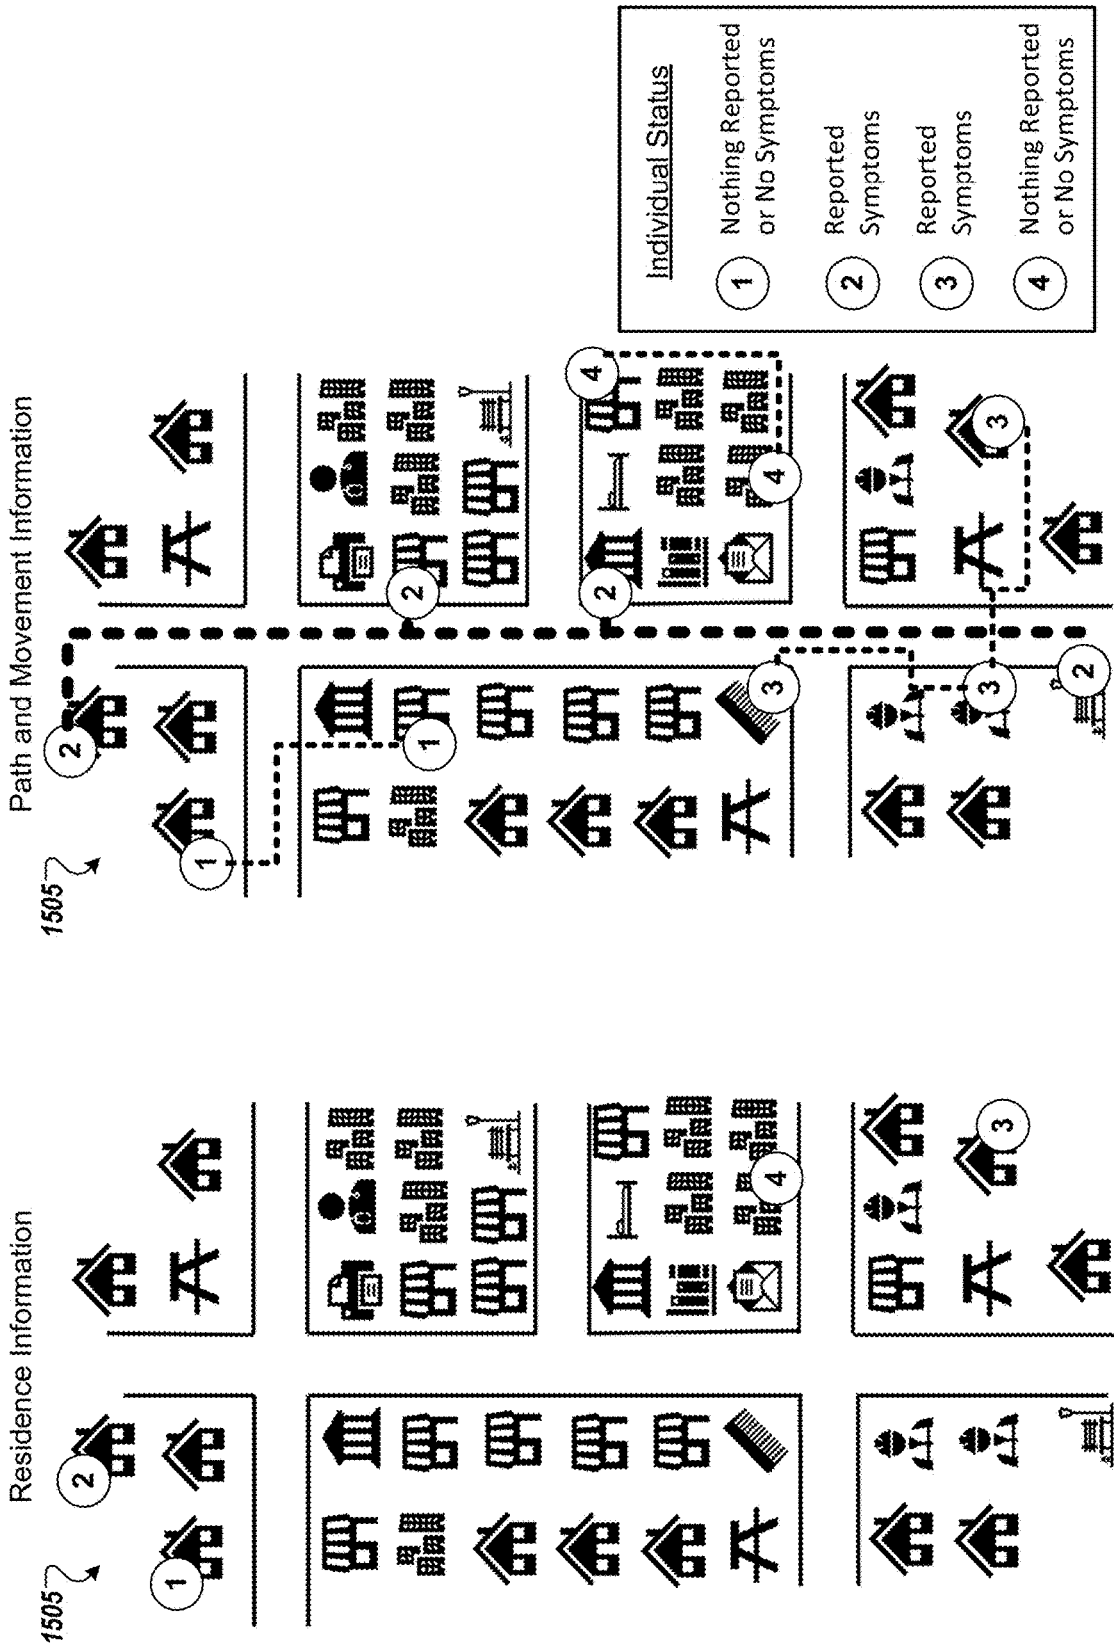 Residence Information
1505
2
1
4
3
Path and Movement Information
1505
2
1
2
1
4
2
3
4
3
3
2
Individual Status
1 Nothing Reported
or No Symptoms
2 Reported
Symptoms
3 Reported
Symptoms
4 Nothing Reported
or No Symptoms